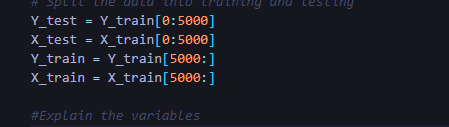 # Split the data into training and testing
Y_test = Y_train[0:5000]
X_test = X_train[0:5000]
Y_train = Y_train[5000:]
X_train = X_train[5000:]
#Explain the variables